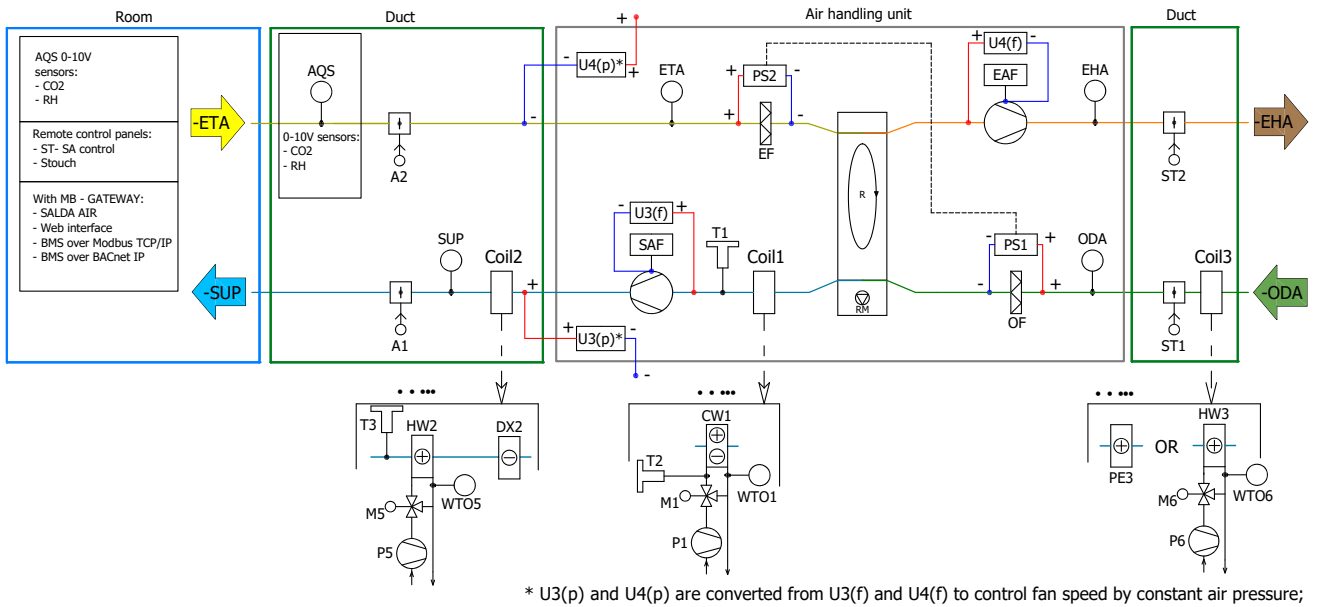 Room
Duct
Air handling unit
Duct
AQS 0-10V
sensors:
- CO2
- RH
Remote control panels:
- ST- SA control
- Stouch
With MB - GATEWAY:
- SALDA AIR
- Web interface
- BMS over Modbus TCP/IP
- BMS over BACnet IP
-ETA
-SUP
AQS
0-10V sensors:
- CO2
- RH
A2
SUP
Coil2
A1
+
-
U4(p)*
+
-
ETA
+
PS2
-
+
-
EF
+
U4(f)
-
EAF
+
EHA
ST2
-EHA
-
U3(f)
+
SAF
T1
Coil1
R
RM
-
PS1
+
-
+
OF
ODA
ST1
Coil3
-ODA
+
+
U3(p)*
-
-
T3
HW2
DX2
WTO5
M5
P5
CW1
T2
WTO1
M1
P1
PE3
OR
HW3
WTO6
M6
P6
* U3(p) and U4(p) are converted from U3(f) and U4(f) to control fan speed by constant air pressure;